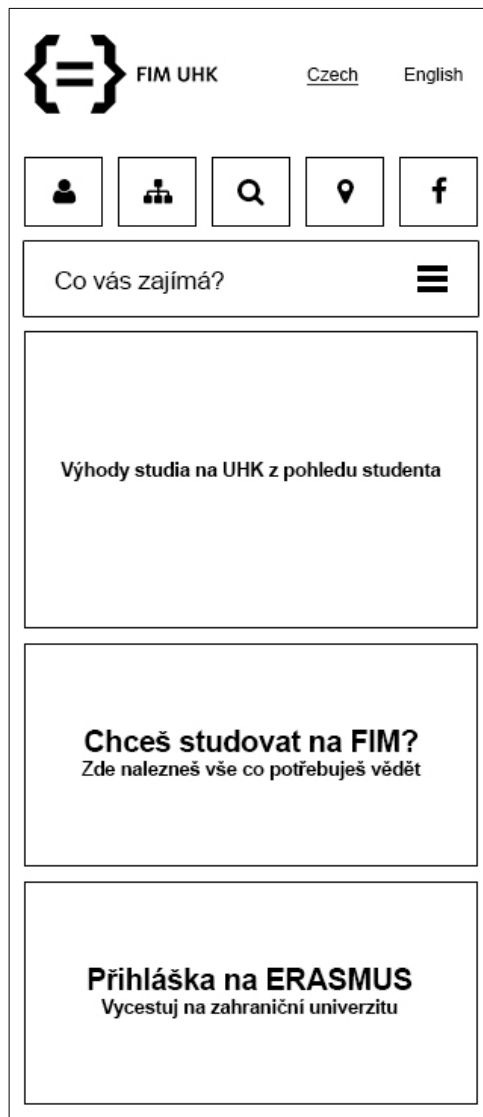 FIM UHK
Czech
English
Co vás zajímá?
Výhody studia na UHK z pohledu studenta
Chceš studovat na FIM?
Zde nalezneš vše co potřebuješ vědět
Přihláška na ERASMUS
Vycestuj na zahraniční univerzitu